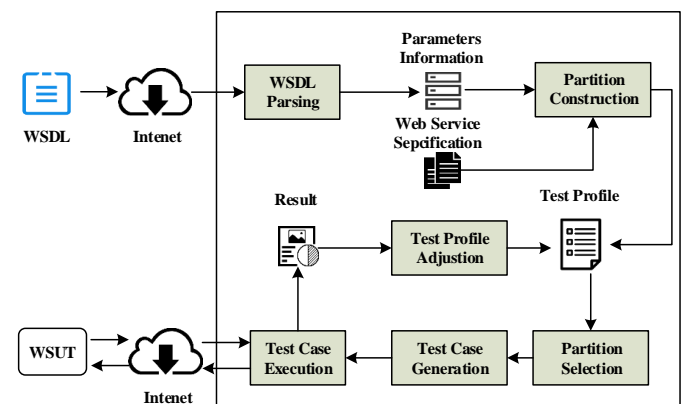 Parameters
Information
WSDL
Parsing
Partition
Construction
WSDL
Intenet
Web Service
Sepcifification
Result
Test Profile
Test Profile
Adjustion
WSUT
Intenet
Test Case
Execution
Test Case
Generation
Partition
Selection